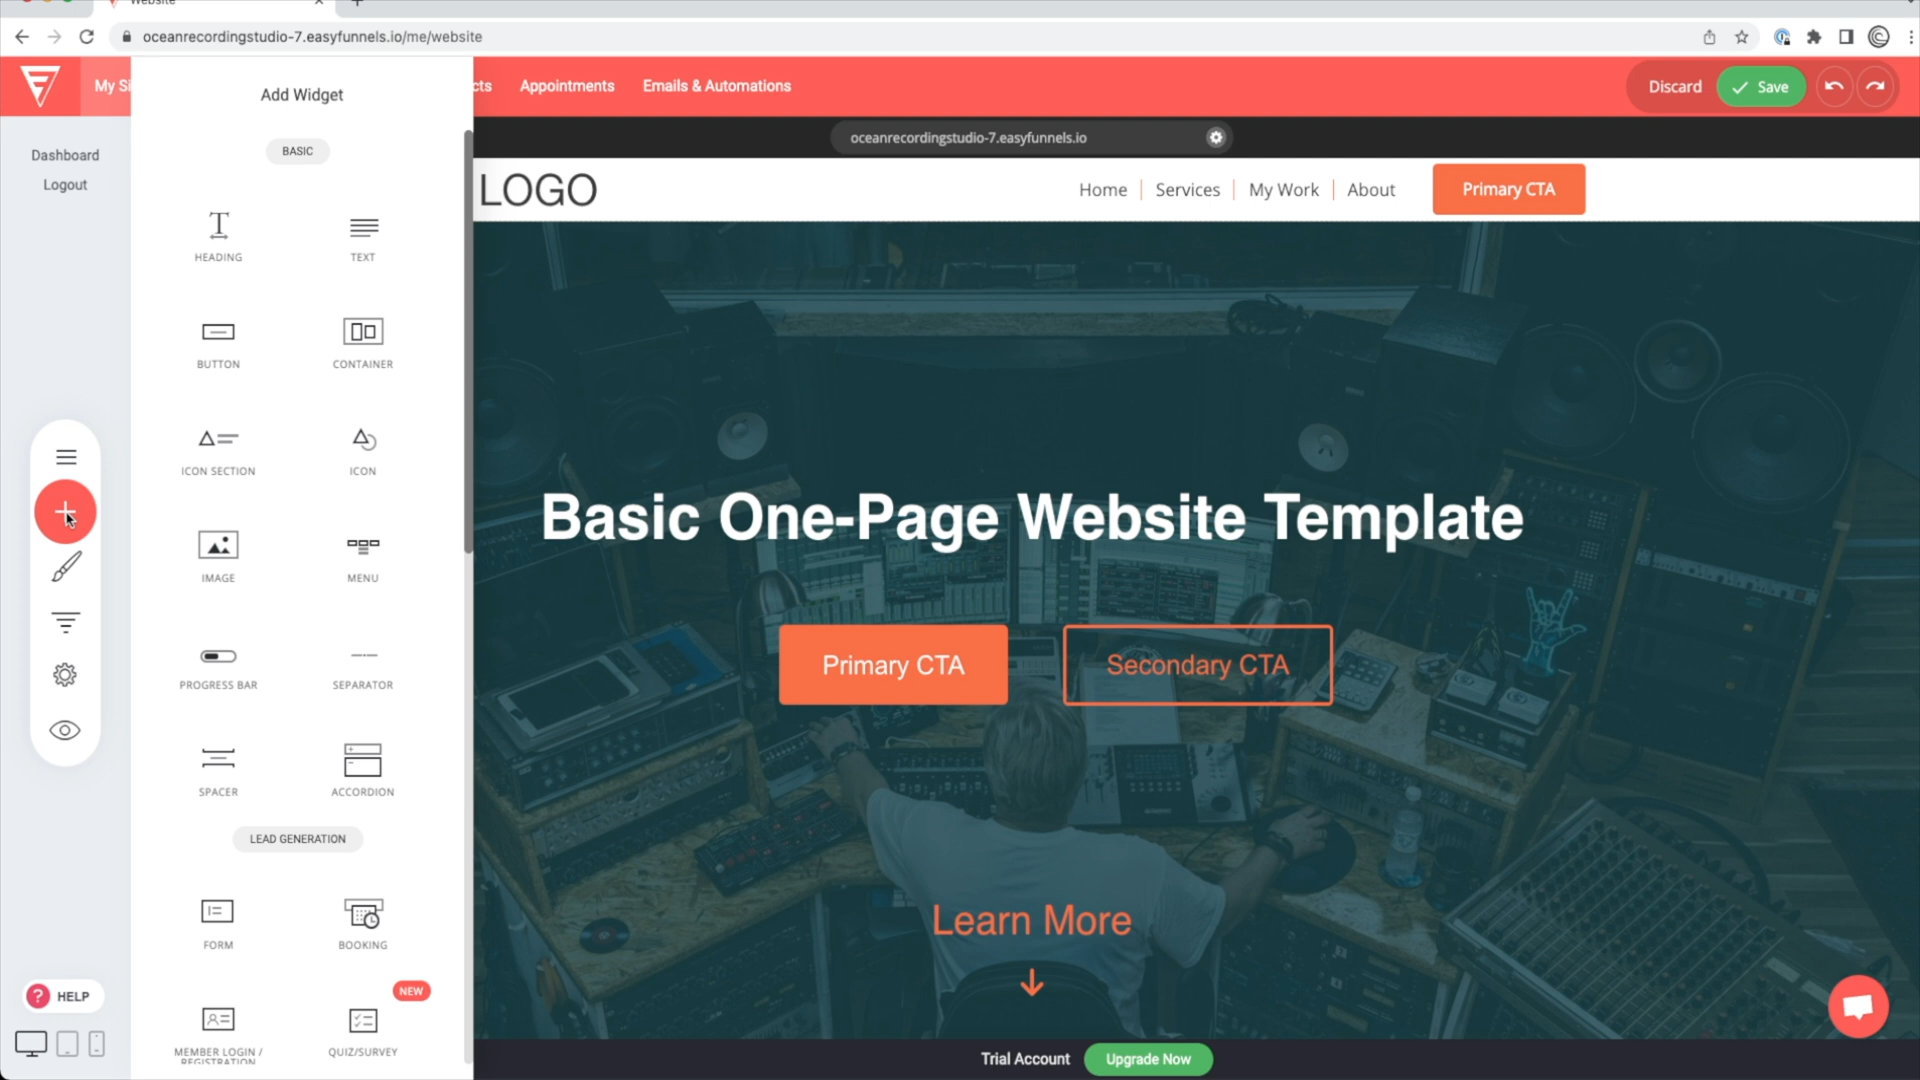 Website
oceanrecordingstudio-7.easyfunnels.io/me/website
My Si
cts
Appointments
Emails & Automations
Discard
Save
Add Widget
oceanrecordingstudio-7.easyfunnels.io
BASIC
Dashboard
Logout
LOGO
Home
Services
My Work
About
Primary CTA
HEADING
TEXT
BUTTON
CONTAINER
ICON SECTION
ICON
IMAGE
MENU
PROGRESS BAR
SEPARATOR
SPACER
ACCORDION
LEAD GENERATION
FORM
BOOKING
NEW
MEMBER LOGIN /
REGISTRATION
QUIZ/SURVEY
Basic One-Page Website Template
Primary CTA
Secondary CTA
Learn More
? HELP
Trial Account
Upgrade Now